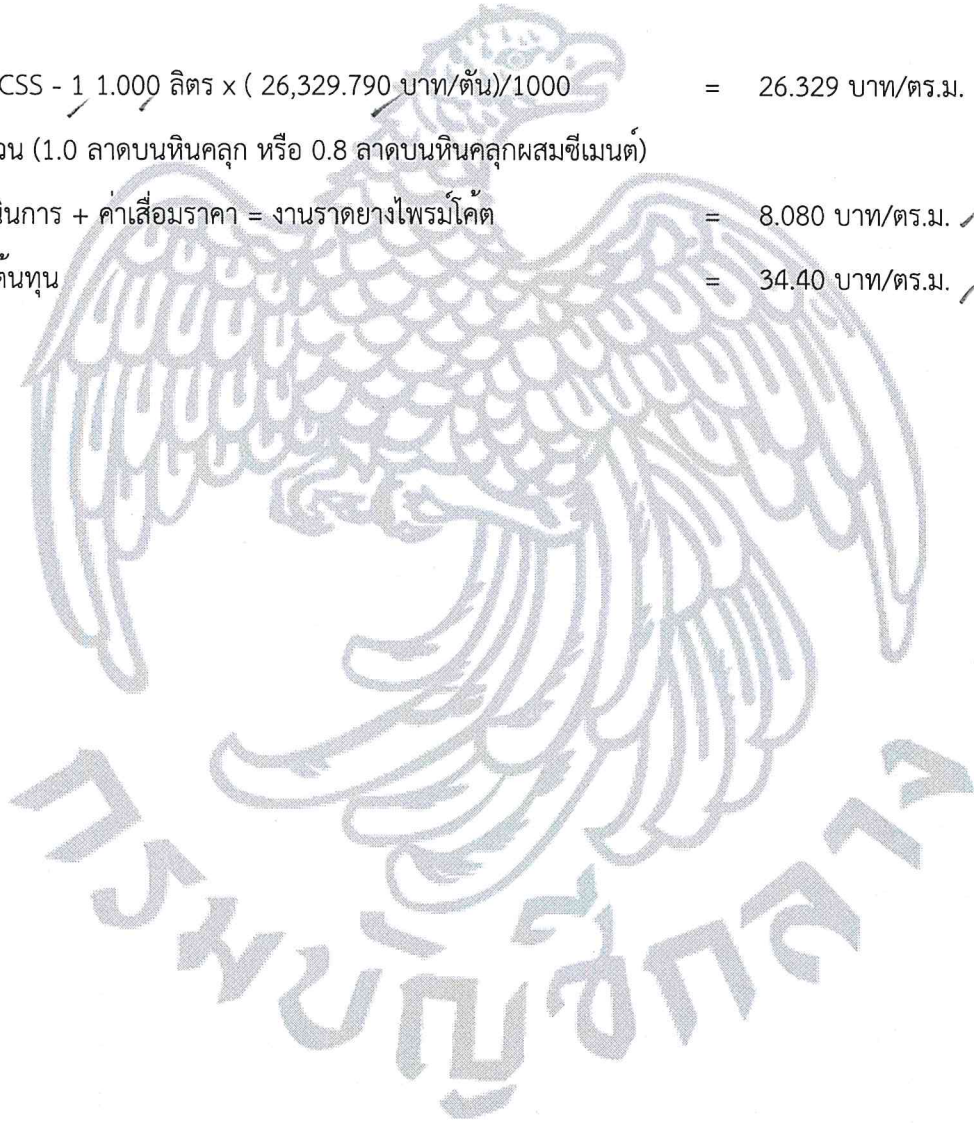 CSS - 1 1.000 ลิตร x ( 26,329.790 บาท/ตัน)/1000 = 26.329 บาท/ตร.ม.
วน (1.0 ลาดบนหินคลุก หรือ 0.8 ลาดบนหินคลุกผสมซีเมนต์)
นินการ + ค่าเสื่อมราคา = งานราดยางไพรม์โค้ต = 8.080 บาท/ตร.ม.
ต้นทุน = 34.40 บาท/ตร.ม.
กรมบัญชีกลาง